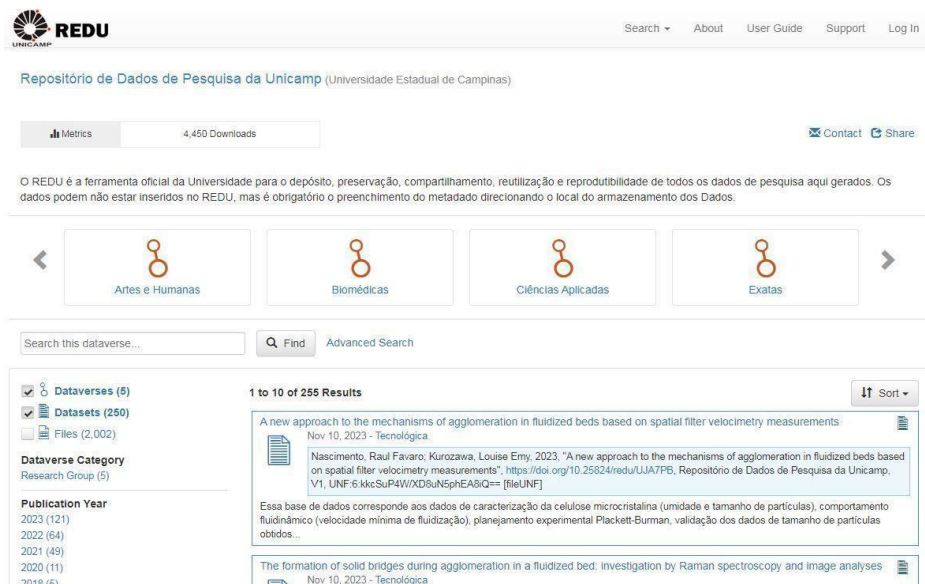 REDU
UNICAMP
Search About User Guide Support Log In
Repositório de Dados de Pesquisa da Unicamp (Universidade Estadual de Campinas)
Metrics 4,450 Downloads
Contact Share
O REDU é a ferramenta oficial da Universidade para o depósito, preservação, compartilhamento, reutilização e reprodutibilidade de todos os dados de pesquisa aqui gerados. Os
dados podem não estar inseridos no REDU, mas é obrigatório o preenchimento do metadado direcionando o local do armazenamento dos Dados.
Artes e Humanas
Biomédicas
Ciências Aplicadas
Exatas
Search this dataverse...
Find
Advanced Search
Dataverses (5)
Datasets (250)
Files (2,002)
Dataverse Category
Research Group (5)
Publication Year
2023 (121)
2022 (64)
2021 (49)
2020 (11)
2018 (5)
1 to 10 of 255 Results
Sort
A new approach to the mechanisms of agglomeration in fluidized beds based on spatial filter velocimetry measurements
Nov 10, 2023 - Tecnológica
Nascimento, Raul Favaro; Kurozawa, Louise Emy, 2023, "A new approach to the mechanisms of agglomeration in fluidized beds based
on spatial filter velocimetry measurements", https://doi.org/10.25824/redu/UJA7PB, Repositório de Dados de Pesquisa da Unicamp,
V1, UNF:6:kkcSuP4W/XD8uN5phEA8iQ== [fileUNF]
Essa base de dados corresponde aos dados de caracterização da celulose microcristalina (umidade e tamanho de partículas), comportamento
fluidinâmico (velocidade mínima de fluidização), planejamento experimental Plackett-Burman, validação dos dados de tamanho de partículas
obtidos...
The formation of solid bridges during agglomeration in a fluidized bed: investigation by Raman spectroscopy and image analyses
Nov 10, 2023 - Tecnológica